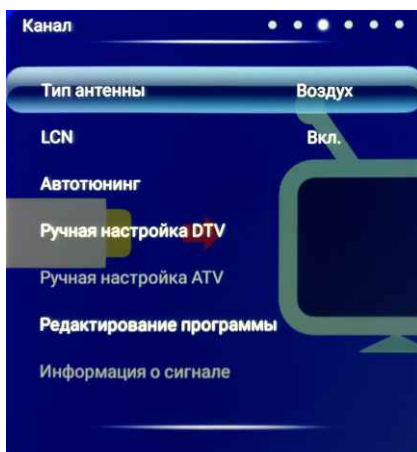 Канал
Тип антенны Воздух
LCN Вкл.
Автотюнинг
Ручная настройка DTV
Ручная настройка ATV
Редактирование программы
Информация о сигнале